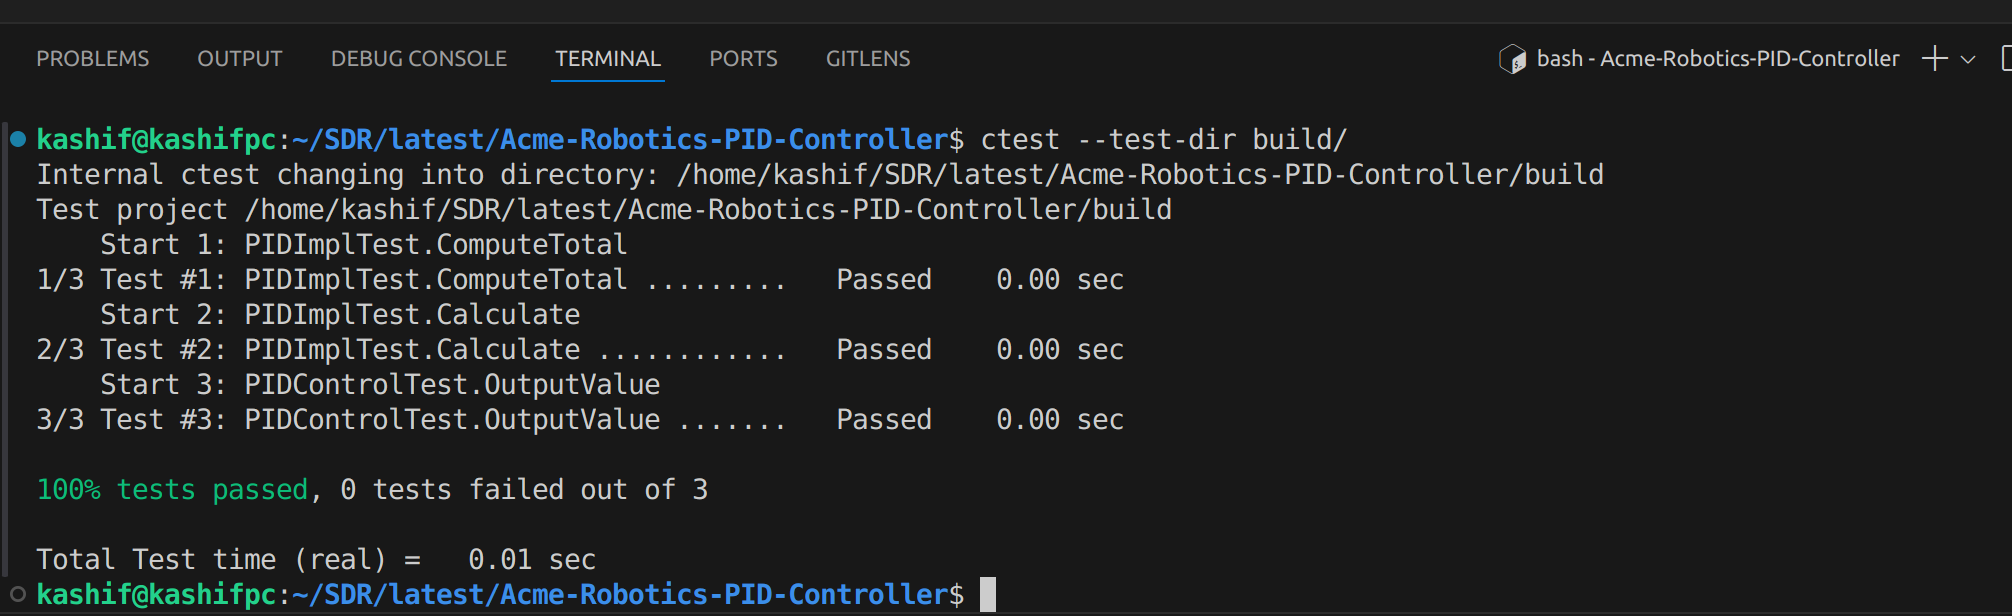 PROBLEMS OUTPUT DEBUG CONSOLE TERMINAL PORTS GITLENS bash - Acme-Robotics-PID-Controller
kashif@kashifpc:~/SDR/latest/Acme-Robotics-PID-Controller$ ctest --test-dir build/
Internal ctest changing into directory: /home/kashif/SDR/latest/Acme-Robotics-PID-Controller/build
Test project /home/kashif/SDR/latest/Acme-Robotics-PID-Controller/build
    Start 1: PIDImplTest.ComputeTotal
1/3 Test #1: PIDImplTest.ComputeTotal .........   Passed    0.00 sec
    Start 2: PIDImplTest.Calculate
2/3 Test #2: PIDImplTest.Calculate ............   Passed    0.00 sec
    Start 3: PIDControlTest.OutputValue
3/3 Test #3: PIDControlTest.OutputValue .......   Passed    0.00 sec
100% tests passed, 0 tests failed out of 3
Total Test time (real) =   0.01 sec
kashif@kashifpc:~/SDR/latest/Acme-Robotics-PID-Controller$